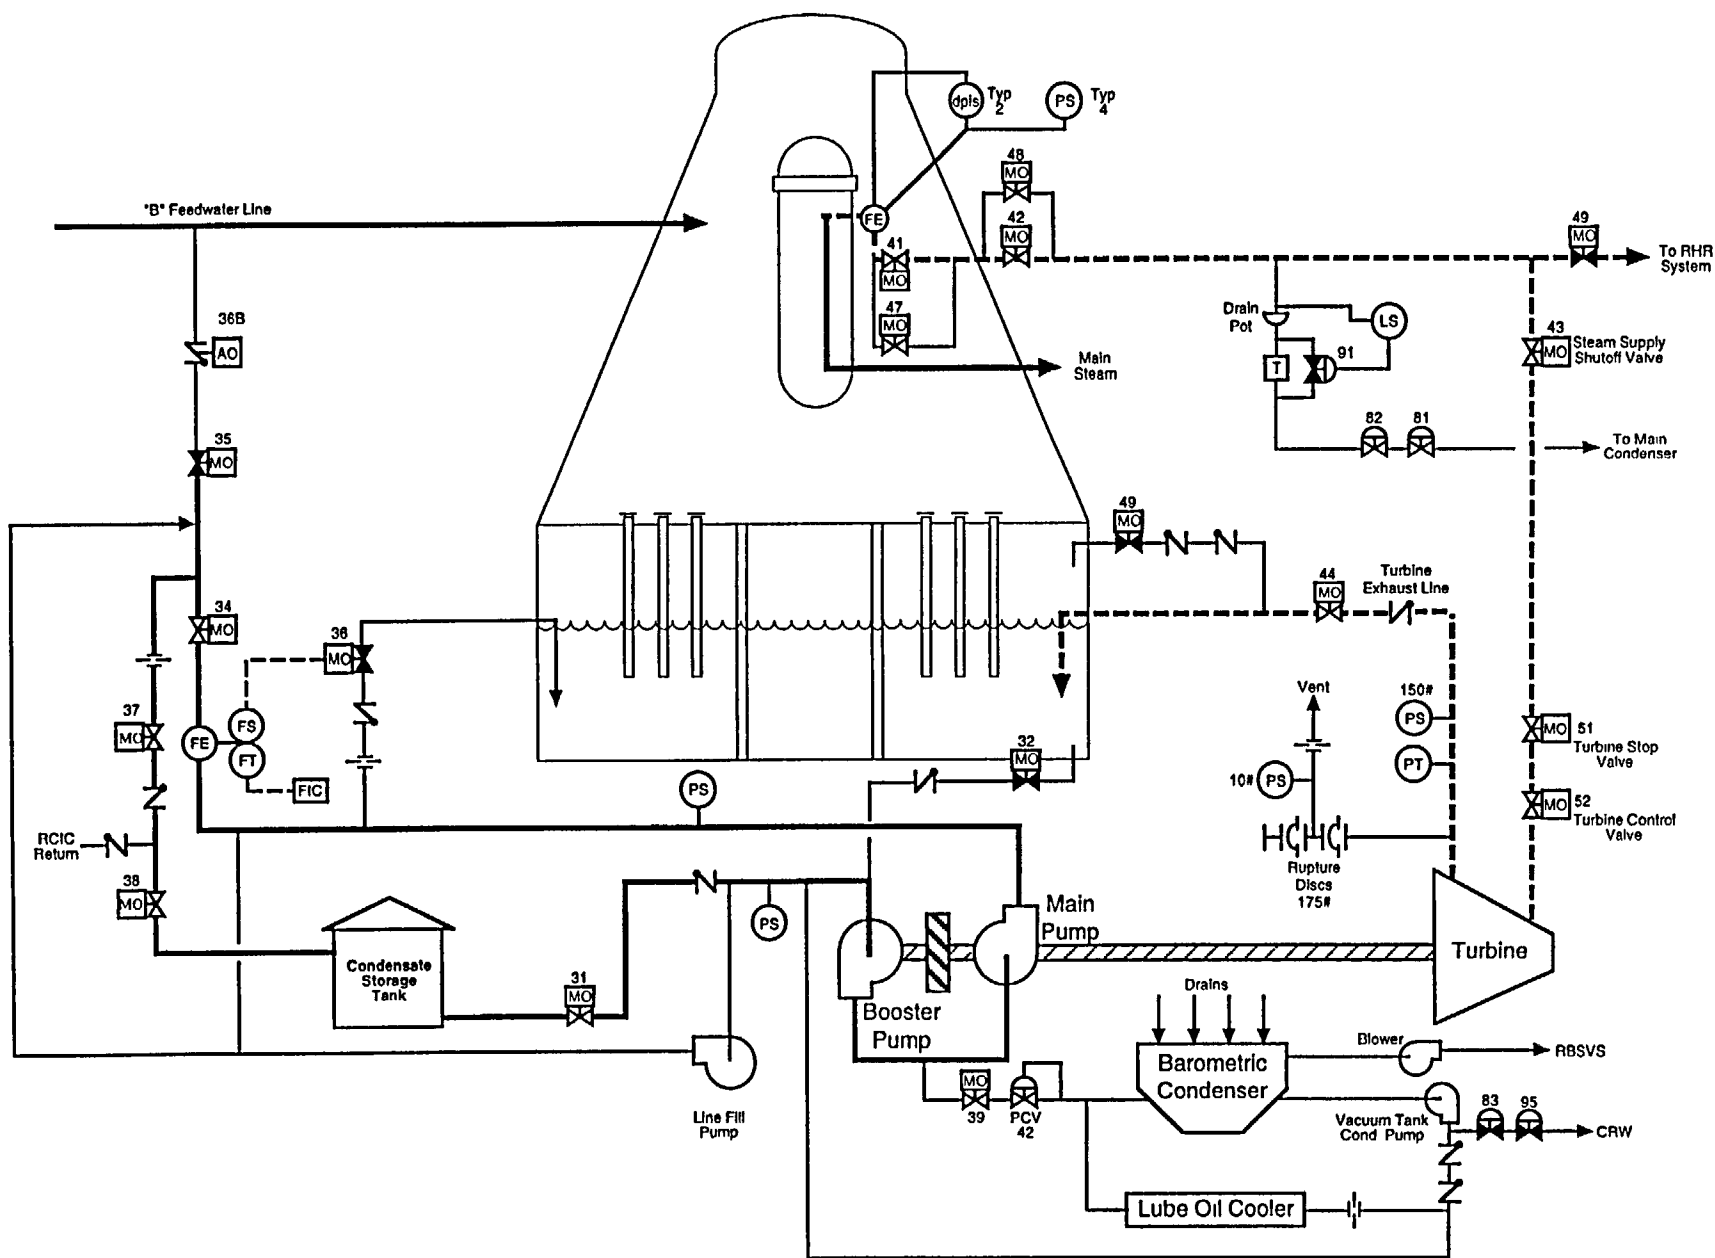 dpis
Typ
2
PS
Typ
4
48
MO
"B" Feedwater Line
FE
42
MO
49
MO
41
MO
To RHR
System
47
MO
Drain
Pot
LS
36B
AO
43
MO
Steam Supply
Shutoff Valve
91
T
Main
Steam
82
81
To Main
Condenser
35
MO
49
MO
Turbine
Exhaust Line
44
MO
34
MO
36
MO
Vent
150#
PS
37
MO
FS
FE
FT
FIC
32
MO
51
MO
Turbine Stop
Valve
10#
PS
PT
PS
52
MO
Turbine Control
Valve
RCIC
Return
Rupture
Discs
175#
38
MO
PS
Main
Pump
Turbine
Condensate
Storage
Tank
31
MO
Drains
Booster
Pump
Blower
RBSVS
Barometric
Condenser
Line Fill
Pump
MO
39
PCV
42
Vacuum Tank
Cond Pump
83
95
CRW
Lube Oil Cooler